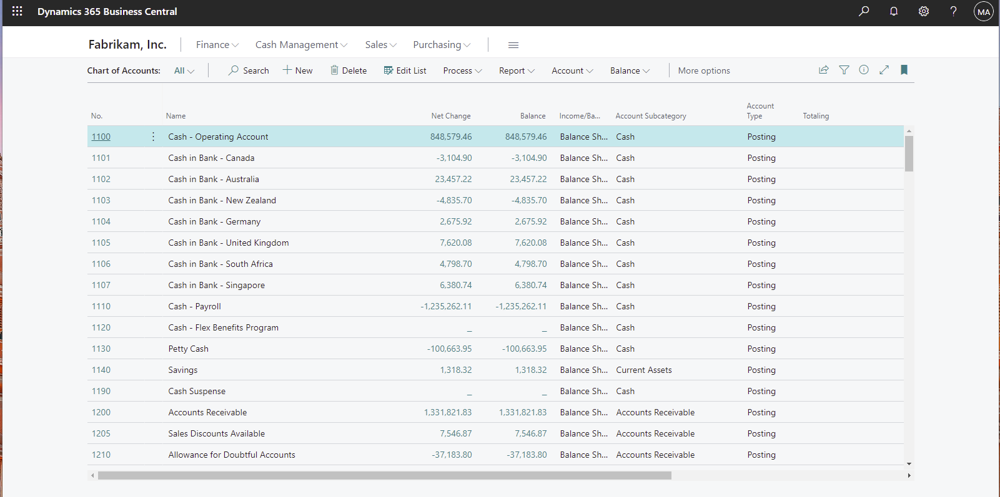 Dynamics 365 Business Central
? MA
Fabrikam, Inc. Finance Cash Management Sales Purchasing
Chart of Accounts: All Search New Delete Edit List Process Report Account Balance More options
No. Name Net Change Balance Income/Ba... Account Subcategory Account Type Totaling
1100 Cash - Operating Account 848,579.46 848,579.46 Balance Sh... Cash Posting
1101 Cash in Bank - Canada -3,104.90 -3,104.90 Balance Sh... Cash Posting
1102 Cash in Bank - Australia 23,457.22 23,457.22 Balance Sh... Cash Posting
1103 Cash in Bank - New Zealand -4,835.70 -4,835.70 Balance Sh... Cash Posting
1104 Cash in Bank - Germany 2,675.92 2,675.92 Balance Sh... Cash Posting
1105 Cash in Bank - United Kingdom 7,620.08 7,620.08 Balance Sh... Cash Posting
1106 Cash in Bank - South Africa 4,798.70 4,798.70 Balance Sh... Cash Posting
1107 Cash in Bank - Singapore 6,380.74 6,380.74 Balance Sh... Cash Posting
1110 Cash - Payroll -1,235,262.11 -1,235,262.11 Balance Sh... Cash Posting
1120 Cash - Flex Benefits Program _ _ Balance Sh... Cash Posting
1130 Petty Cash -100,663.95 -100,663.95 Balance Sh... Cash Posting
1140 Savings 1,318.32 1,318.32 Balance Sh... Current Assets Posting
1190 Cash Suspense _ _ Balance Sh... Cash Posting
1200 Accounts Receivable 1,331,821.83 1,331,821.83 Balance Sh... Accounts Receivable Posting
1205 Sales Discounts Available 7,546.87 7,546.87 Balance Sh... Accounts Receivable Posting
1210 Allowance for Doubtful Accounts -37,183.80 -37,183.80 Balance Sh... Accounts Receivable Posting